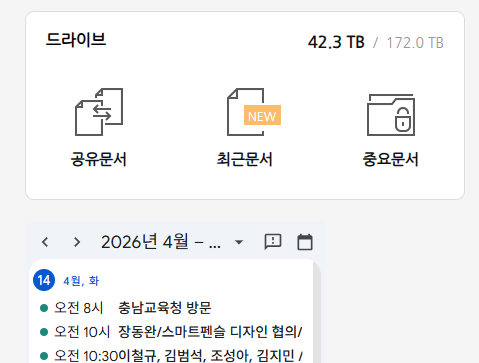 드라이브
42.3 TB / 172.0 TB
NEW
공유문서 최근문서 중요문서
2026년 4월 – ...
14 4월, 화
오전 8시 충남교육청 방문
오전 10시 장동완/스마트펜슬 디자인 협의/
오전 10:30이철규, 김범석, 조성아, 김지민 /